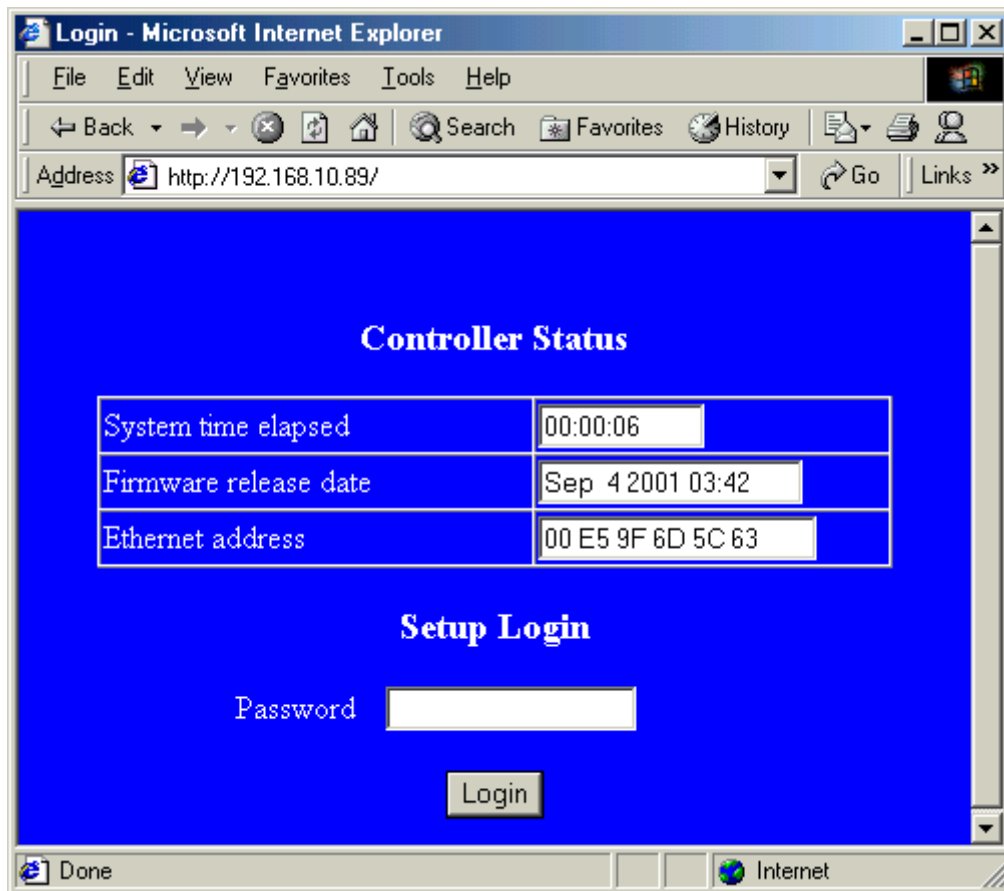 Login - Microsoft Internet Explorer
File Edit View Favorites Tools Help
Back Search Favorites History
Address http://192.168.10.89/ Go Links »
Controller Status
System time elapsed 00:00:06
Firmware release date Sep  4 2001 03:42
Ethernet address 00 E5 9F 6D 5C 63
Setup Login
Password
Login
Done Internet